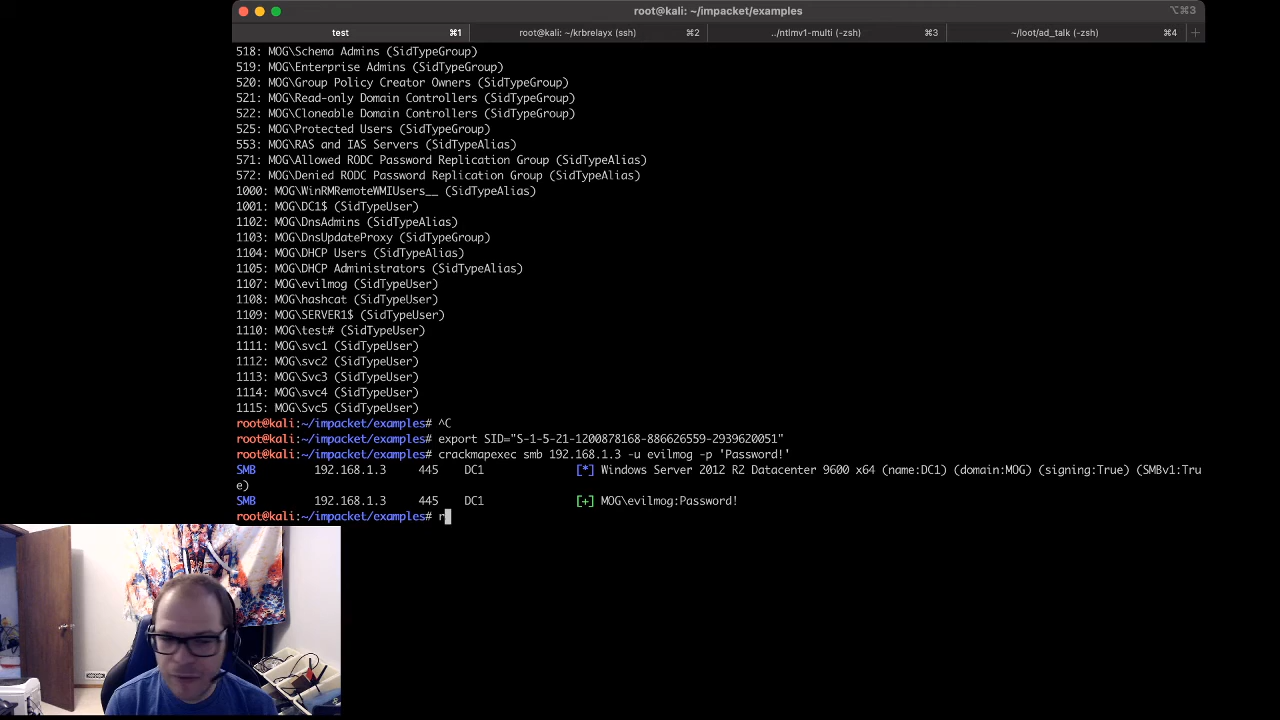 root@kali: ~/impacket/examples
⌥⌘3
test ⌘1
root@kali: ~/krbrelayx (ssh) ⌘2
../ntlmv1-multi (-zsh) ⌘3
~/loot/ad_talk (-zsh) ⌘4
518: MOG\Schema Admins (SidTypeGroup)
519: MOG\Enterprise Admins (SidTypeGroup)
520: MOG\Group Policy Creator Owners (SidTypeGroup)
521: MOG\Read-only Domain Controllers (SidTypeGroup)
522: MOG\Cloneable Domain Controllers (SidTypeGroup)
525: MOG\Protected Users (SidTypeGroup)
553: MOG\RAS and IAS Servers (SidTypeAlias)
571: MOG\Allowed RODC Password Replication Group (SidTypeAlias)
572: MOG\Denied RODC Password Replication Group (SidTypeAlias)
1000: MOG\WinRMRemoteWMIUsers__ (SidTypeAlias)
1001: MOG\DC1$ (SidTypeUser)
1102: MOG\DnsAdmins (SidTypeAlias)
1103: MOG\DnsUpdateProxy (SidTypeGroup)
1104: MOG\DHCP Users (SidTypeAlias)
1105: MOG\DHCP Administrators (SidTypeAlias)
1107: MOG\evilmog (SidTypeUser)
1108: MOG\hashcat (SidTypeUser)
1109: MOG\SERVER1$ (SidTypeUser)
1110: MOG\test# (SidTypeUser)
1111: MOG\svc1 (SidTypeUser)
1112: MOG\svc2 (SidTypeUser)
1113: MOG\Svc3 (SidTypeUser)
1114: MOG\svc4 (SidTypeUser)
1115: MOG\Svc5 (SidTypeUser)
root@kali:~/impacket/examples# ^C
root@kali:~/impacket/examples# export SID="S-1-5-21-1200878168-886626559-2939620051"
root@kali:~/impacket/examples# crackmapexec smb 192.168.1.3 -u evilmog -p 'Password!'
SMB 192.168.1.3 445 DC1 [*] Windows Server 2012 R2 Datacenter 9600 x64 (name:DC1) (domain:MOG) (signing:True) (SMBv1:Tru
e)
SMB 192.168.1.3 445 DC1 [+] MOG\evilmog:Password!
root@kali:~/impacket/examples# r